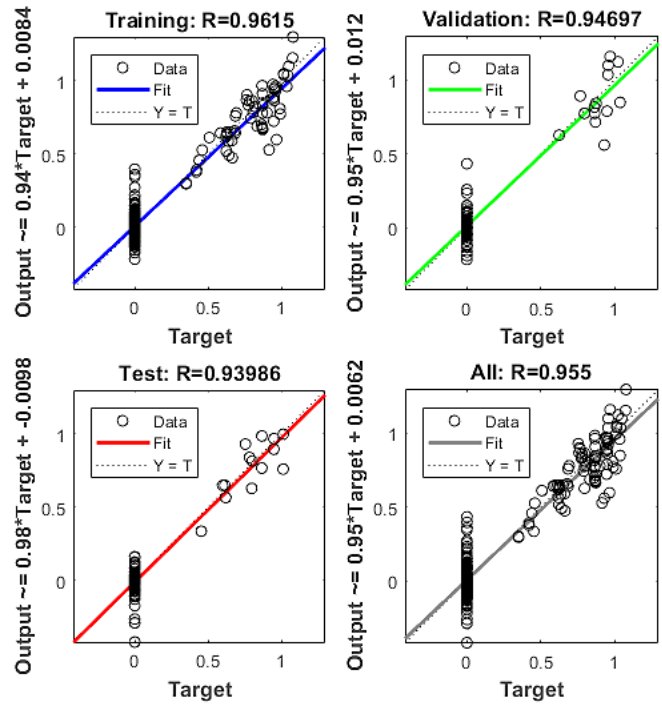 Training: R=0.9615
Output ~= 0.94*Target + 0.0084
1
0.5
0
Data
Fit
Y = T
0
0.5
1
Target
Validation: R=0.94697
Output ~= 0.95*Target + 0.012
1
0.5
0
Data
Fit
Y = T
0
0.5
1
Target
Test: R=0.93986
Output ~= 0.98*Target + -0.0098
1
0.5
0
Data
Fit
Y = T
0
0.5
1
Target
All: R=0.955
Output ~= 0.95*Target + 0.0062
1
0.5
0
Data
Fit
Y = T
0
0.5
1
Target